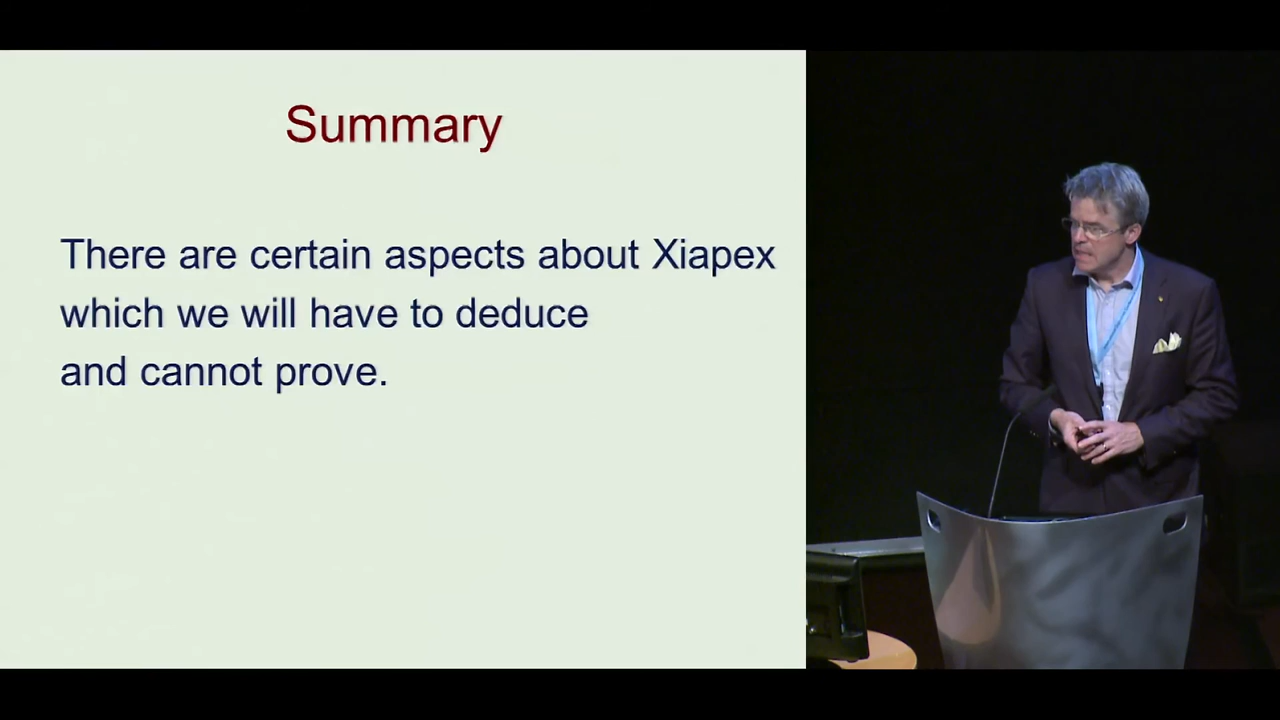 Summary
There are certain aspects about Xiapex
which we will have to deduce
and cannot prove.